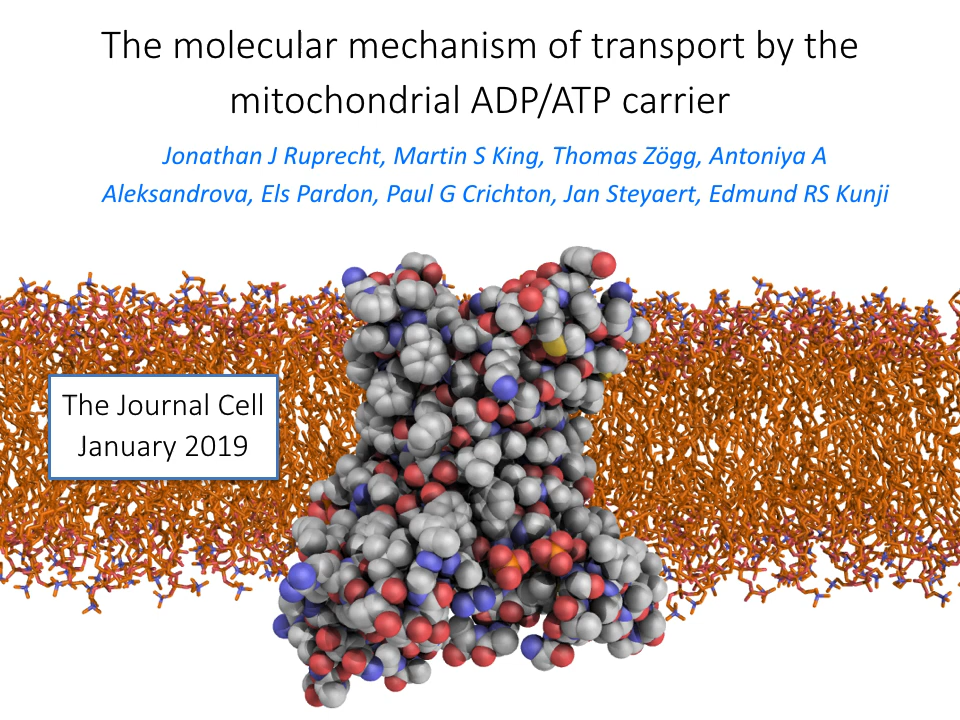 The molecular mechanism of transport by the
mitochondrial ADP/ATP carrier
Jonathan J Ruprecht, Martin S King, Thomas Zögg, Antoniya A
Aleksandrova, Els Pardon, Paul G Crichton, Jan Steyaert, Edmund RS Kunji
The Journal Cell
January 2019